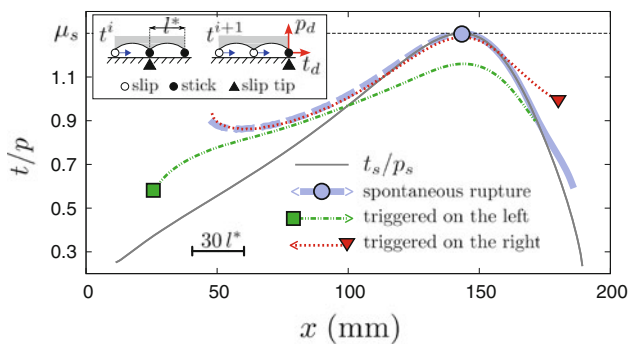 t^i l* t^{i+1} p_d
t_d
slip stick slip tip
μ_s
1.1
0.9
0.7
0.5
0.3
t/p
t_s/p_s
spontaneous rupture
triggered on the left
triggered on the right
30 l*
0 50 100 150 200
x (mm)